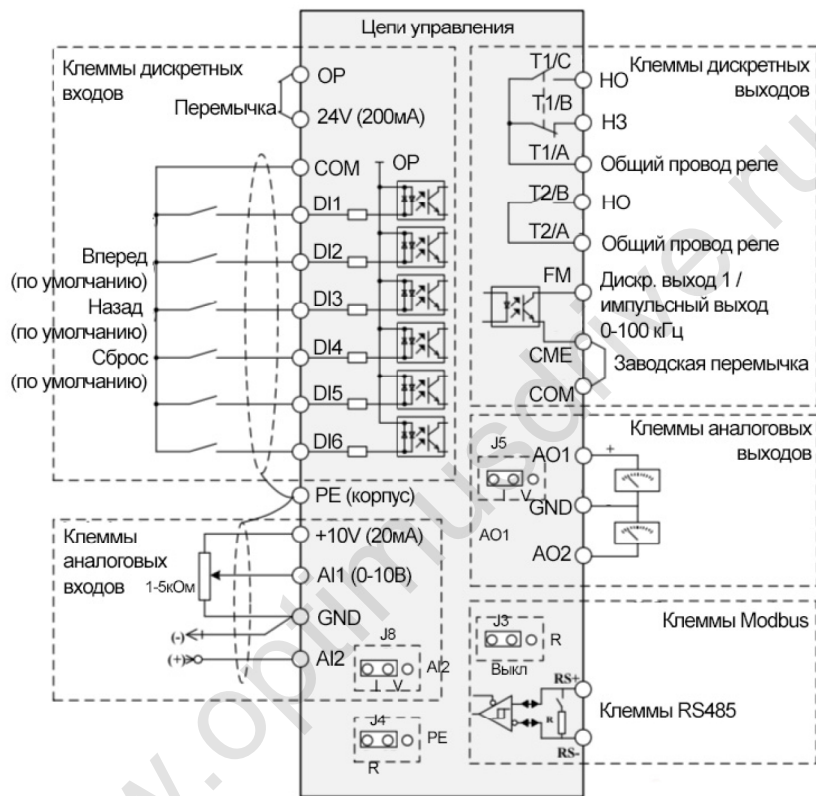 Цепи управления
Клеммы дискретных
входов
Перемычка
OP
24V (200мА)
COM
OP
DI1
DI2
DI3
DI4
DI5
DI6
Вперед
(по умолчанию)
Назад
(по умолчанию)
Сброс
(по умолчанию)
PE (корпус)
Клеммы
аналоговых
входов
1-5кОм
+10V (20мА)
AI1 (0-10В)
GND
(-)
(+)
AI2
J8
AI2
I V
J4
PE
R
Клеммы дискретных
выходов
T1/C
НО
T1/B
НЗ
T1/A
Общий провод реле
T2/B
НО
T2/A
Общий провод реле
FM
Дискр. выход 1 /
импульсный выход
0-100 кГц
CME
Заводская перемычка
COM
Клеммы аналоговых
выходов
J5
I V
AO1
AO1
+
GND
-
AO2
Клеммы Modbus
J3
R
Выкл
RS+
R
RS-
Клеммы RS485
www.optimusdrive.ru